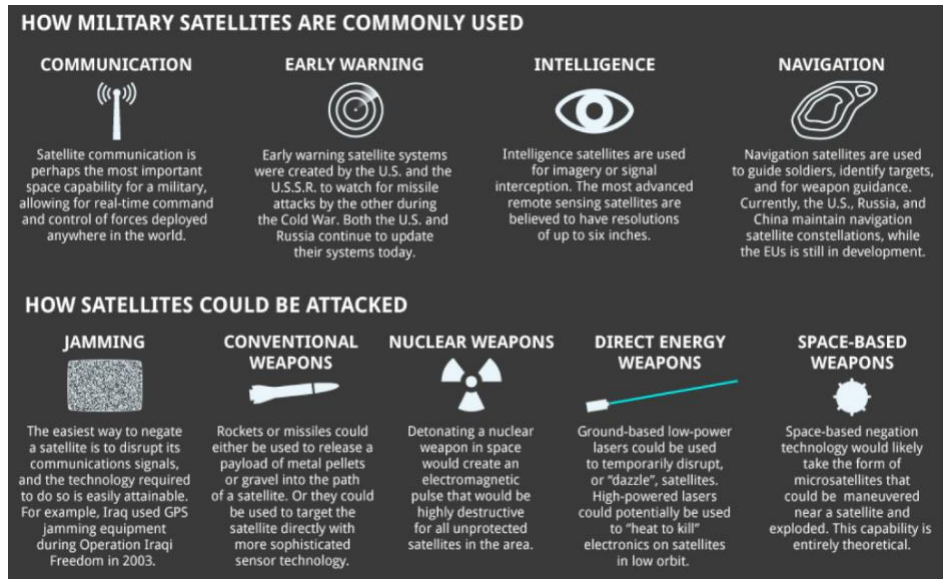 HOW MILITARY SATELLITES ARE COMMONLY USED
COMMUNICATION
Satellite communication is
perhaps the most important
space capability for a military,
allowing for real-time command
and control of forces deployed
anywhere in the world.
EARLY WARNING
Early warning satellite systems
were created by the U.S. and the
U.S.S.R. to watch for missile
attacks by the other during
the Cold War. Both the U.S. and
Russia continue to update
their systems today.
INTELLIGENCE
Intelligence satellites are used
for imagery or signal
interception. The most advanced
remote sensing satellites are
believed to have resolutions
of up to six inches.
NAVIGATION
Navigation satellites are used
to guide soldiers, identify targets,
and for weapon guidance.
Currently, the U.S., Russia, and
China maintain navigation
satellite constellations, while
the EUs is still in development.
HOW SATELLITES COULD BE ATTACKED
JAMMING
The easiest way to negate
a satellite is to disrupt its
communications signals,
and the technology required
to do so is easily attainable.
For example, Iraq used GPS
jamming equipment
during Operation Iraqi
Freedom in 2003.
CONVENTIONAL
WEAPONS
Rockets or missiles could
either be used to release a
payload of metal pellets
or gravel into the path
of a satellite. Or they could
be used to target the
satellite directly with
more sophisticated
sensor technology.
NUCLEAR WEAPONS
Detonating a nuclear
weapon in space
would create an
electromagnetic
pulse that would be
highly destructive
for all unprotected
satellites in the area.
DIRECT ENERGY
WEAPONS
Ground-based low-power
lasers could be used
to temporarily disrupt,
or “dazzle”, satellites.
High-powered lasers
could potentially be used
to “heat to kill”
electronics on satellites
in low orbit.
SPACE-BASED
WEAPONS
Space-based negation
technology would likely
take the form of
microsatellites that
could be maneuvered
near a satellite and
exploded. This capability is
entirely theoretical.